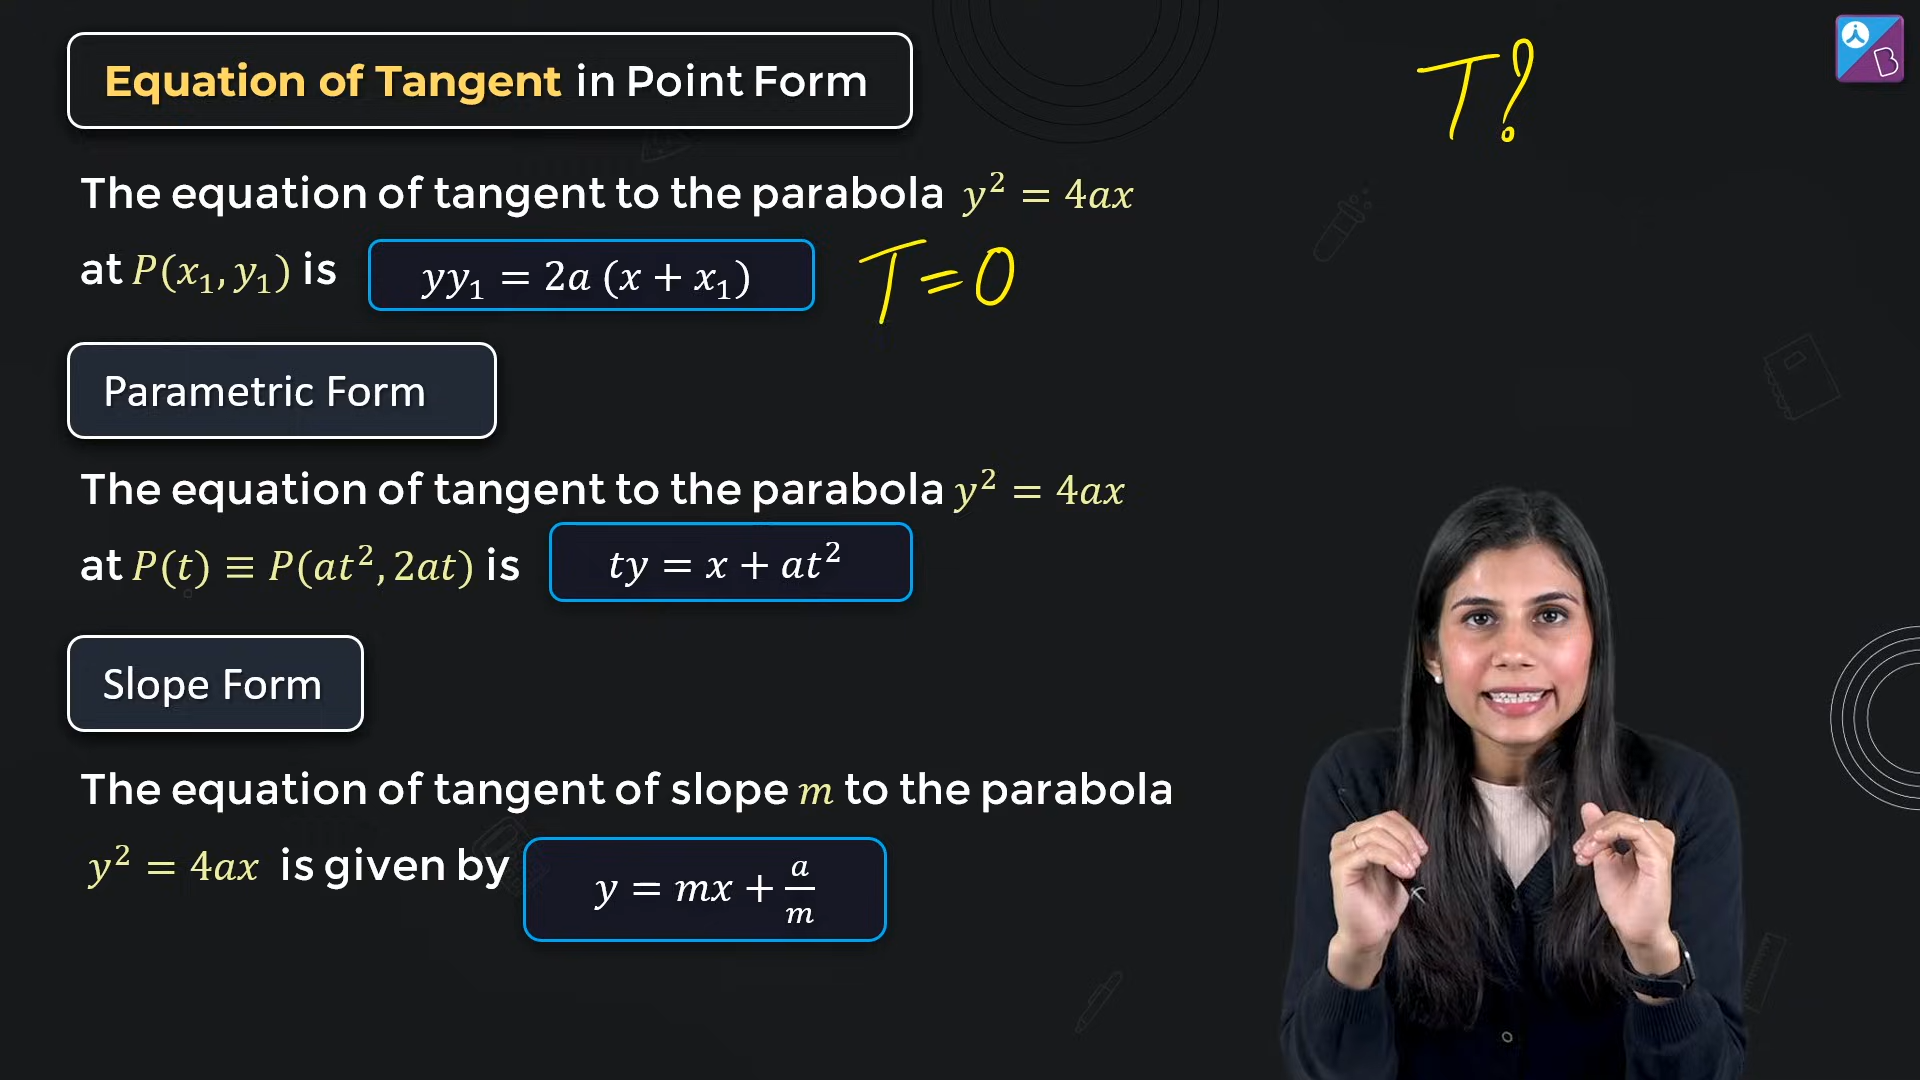 Equation of Tangent in Point Form
T?
The equation of tangent to the parabola y² = 4ax
at P(x₁, y₁) is yy₁ = 2a (x + x₁) T=0
Parametric Form
The equation of tangent to the parabola y² = 4ax
at P(t) ≡ P(at², 2at) is ty = x + at²
Slope Form
The equation of tangent of slope m to the parabola
y² = 4ax is given by y = mx + a/m
B